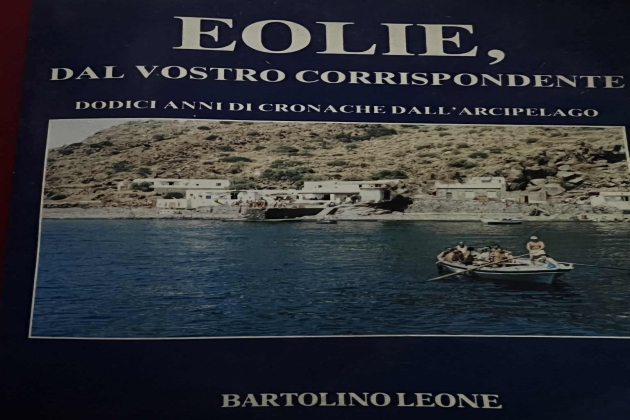 EOLIE,
DAL VOSTRO CORRISPONDENTE
DODICI ANNI DI CRONACHE DALL'ARCIPELAGO
BARTOLINO LEONE